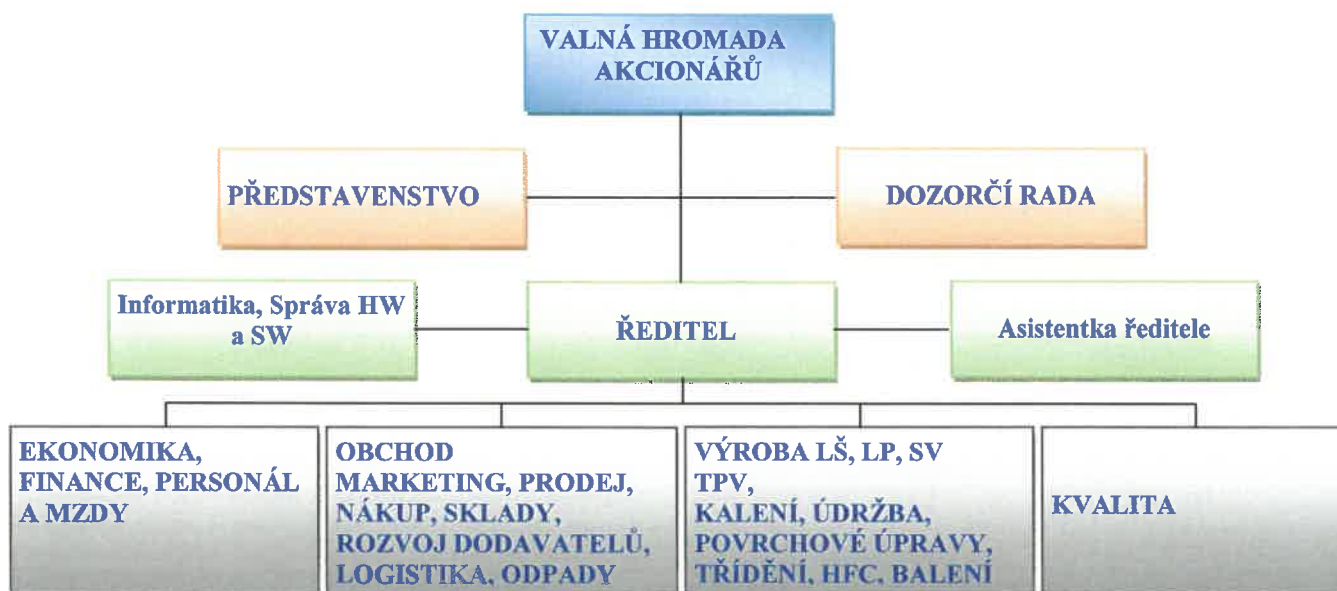 VALNÁ HROMADA
AKCIONÁŘŮ
PŘEDSTAVENSTVO
DOZORČÍ RADA
Informatika, Správa HW
a SW
ŘEDITEL
Asistentka ředitele
EKONOMIKA,
FINANCE, PERSONÁL
A MZDY
OBCHOD
MARKETING, PRODEJ,
NÁKUP, SKLADY,
ROZVOJ DODAVATELŮ,
LOGISTIKA, ODPADY
VÝROBA LŠ, LP, SV
TPV,
KALENÍ, ÚDRŽBA,
POVRCHOVÉ ÚPRAVY,
TŘÍDĚNÍ, HFC, BALENÍ
KVALITA